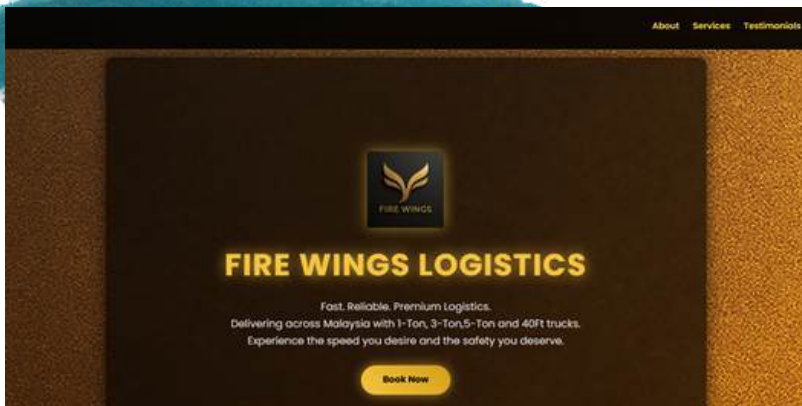 About Services Testimonials
FIRE WINGS
FIRE WINGS LOGISTICS
Fast. Reliable. Premium Logistics.
Delivering across Malaysia with 1-Ton, 3-Ton,5-Ton and 40Ft trucks.
Experience the speed you desire and the safety you deserve.
Book Now